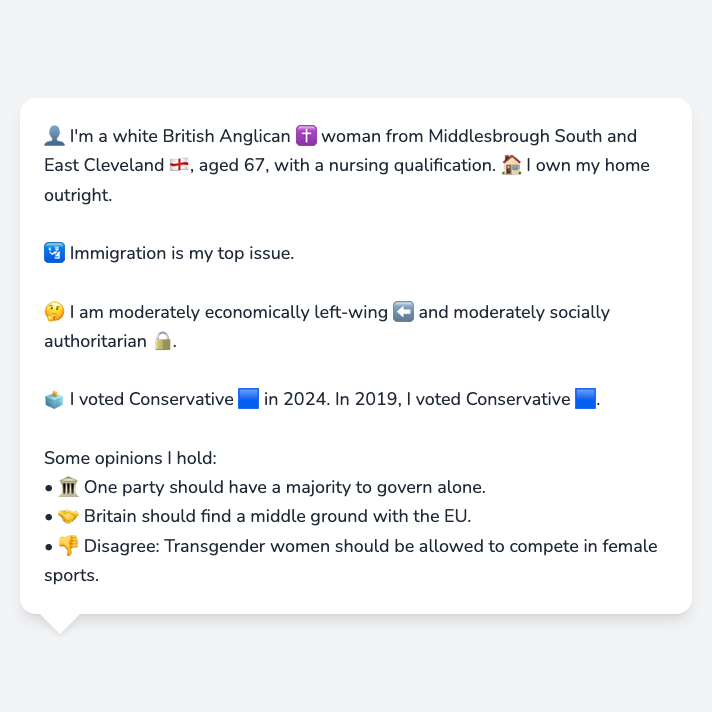 👤 I'm a white British Anglican ✝️ woman from Middlesbrough South and
East Cleveland 🏴󠁧󠁢󠁥󠁮󠁧󠁿, aged 67, with a nursing qualification. 🏠 I own my home
outright.
🛂 Immigration is my top issue.
🤔 I am moderately economically left-wing ⬅️ and moderately socially
authoritarian 🔒.
🗳️ I voted Conservative 🟦 in 2024. In 2019, I voted Conservative 🟦.
Some opinions I hold:
• 🏛️ One party should have a majority to govern alone.
• 🤝 Britain should find a middle ground with the EU.
• 👎 Disagree: Transgender women should be allowed to compete in female
sports.